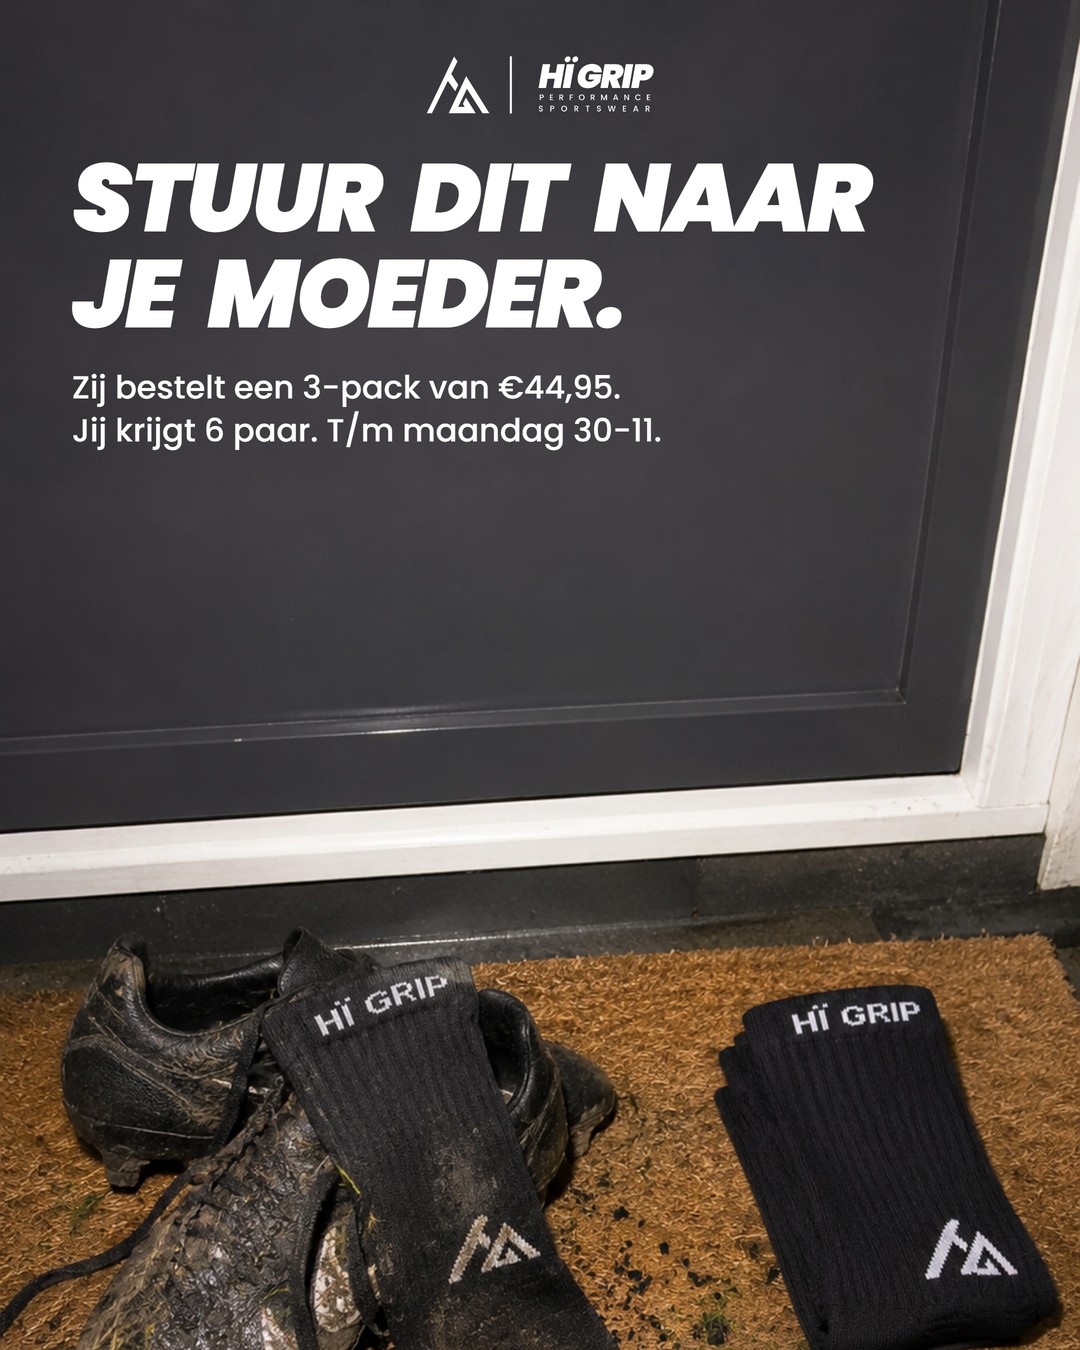 HÏ GRIP
PERFORMANCE
SPORTSWEAR
STUUR DIT NAAR
JE MOEDER.
Zij bestelt een 3-pack van €44,95.
Jij krijgt 6 paar. T/m maandag 30-11.
HÏ GRIP
HÏ GRIP